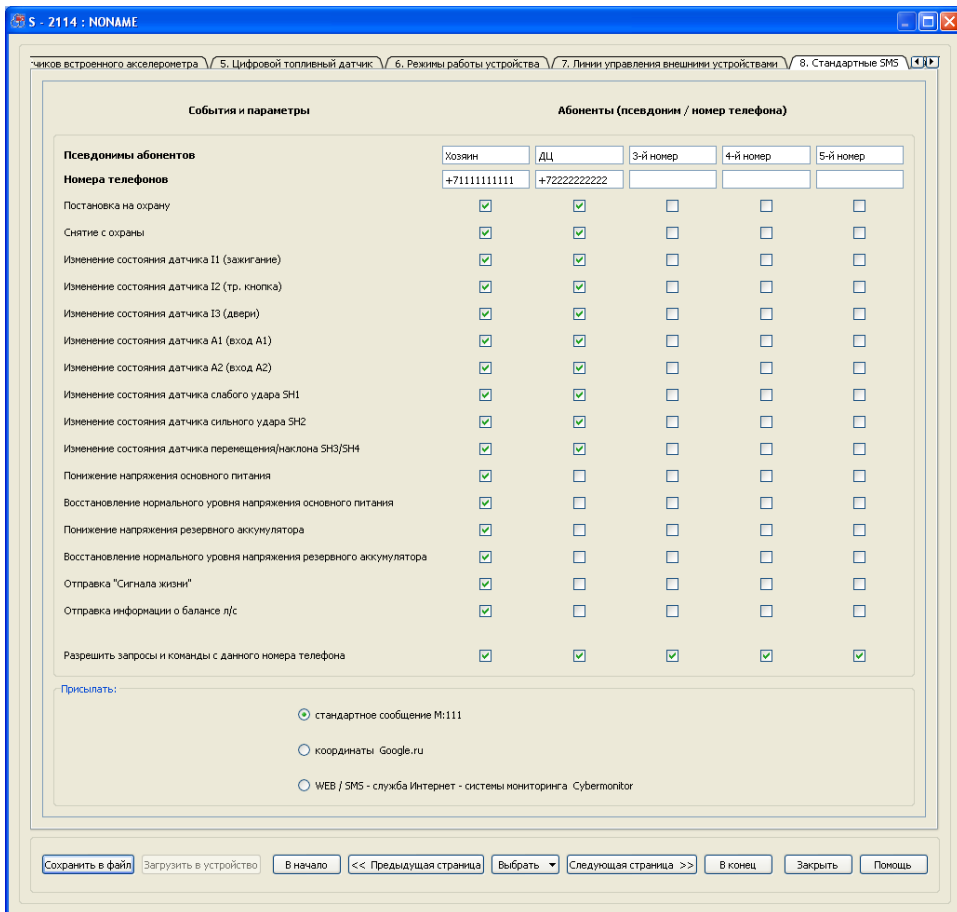 S - 2114 : NONAME
чиков встроенного акселерометра 5. Цифровой топливный датчик 6. Режимы работы устройства 7. Линии управления внешними устройствами 8. Стандартные SMS
События и параметры Абоненты (псевдоним / номер телефона)
Псевдонимы абонентов Хозяин ДЦ 3-й номер 4-й номер 5-й номер
Номера телефонов +71111111111 +72222222222
Постановка на охрану
Снятие с охраны
Изменение состояния датчика I1 (зажигание)
Изменение состояния датчика I2 (тр. кнопка)
Изменение состояния датчика I3 (двери)
Изменение состояния датчика A1 (вход A1)
Изменение состояния датчика A2 (вход A2)
Изменение состояния датчика слабого удара SH1
Изменение состояния датчика сильного удара SH2
Изменение состояния датчика перемещения/наклона SH3/SH4
Понижение напряжения основного питания
Восстановление нормального уровня напряжения основного питания
Понижение напряжения резервного аккумулятора
Восстановление нормального уровня напряжения резервного аккумулятора
Отправка "Сигнала жизни"
Отправка информации о балансе л/с
Разрешить запросы и команды с данного номера телефона
Присылать:
стандартное сообщение M:111
координаты Google.ru
WEB / SMS - служба Интернет - системы мониторинга Cybermonitor
Сохранить в файл Загрузить в устройство В начало << Предыдущая страница Выбрать Следующая страница >> В конец Закрыть Помощь